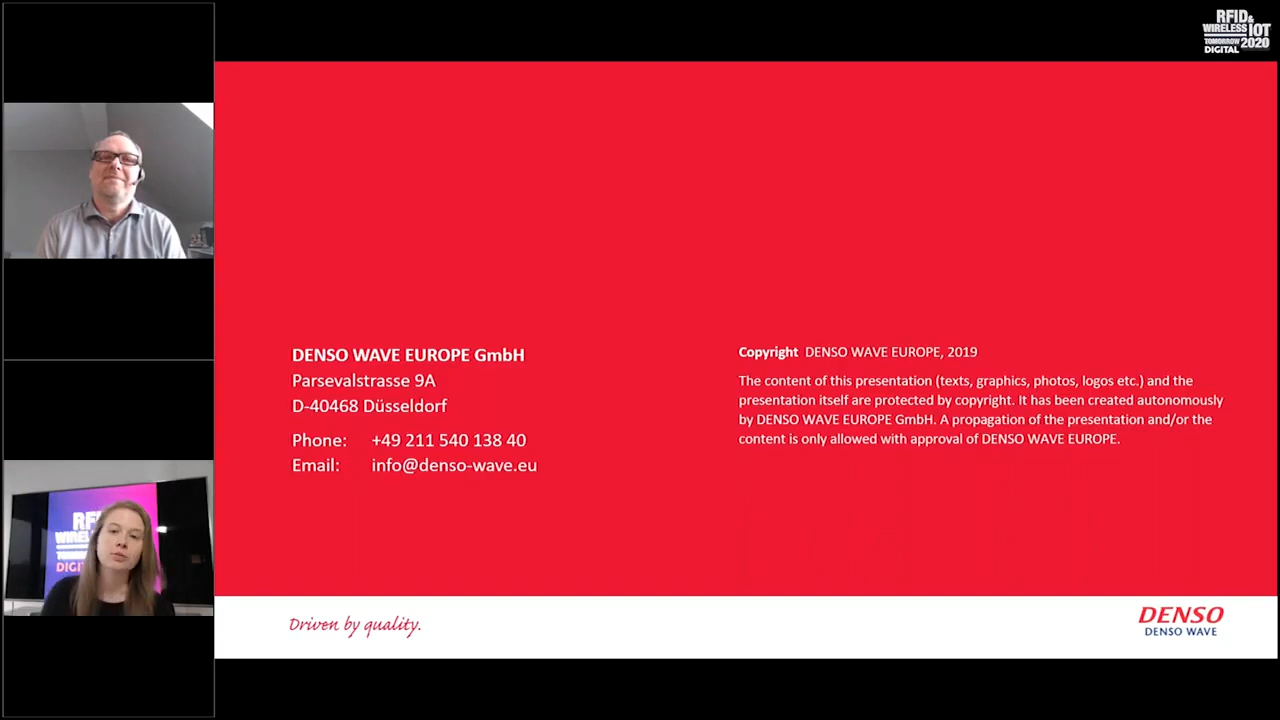 RFID&
WIRELESS IOT
TOMORROW 2020
DIGITAL
DENSO WAVE EUROPE GmbH
Parsevalstrasse 9A
D-40468 Düsseldorf
Phone: +49 211 540 138 40
Email: info@denso-wave.eu
Copyright DENSO WAVE EUROPE, 2019
The content of this presentation (texts, graphics, photos, logos etc.) and the
presentation itself are protected by copyright. It has been created autonomously
by DENSO WAVE EUROPE GmbH. A propagation of the presentation and/or the
content is only allowed with approval of DENSO WAVE EUROPE.
Driven by quality.
DENSO
DENSO WAVE